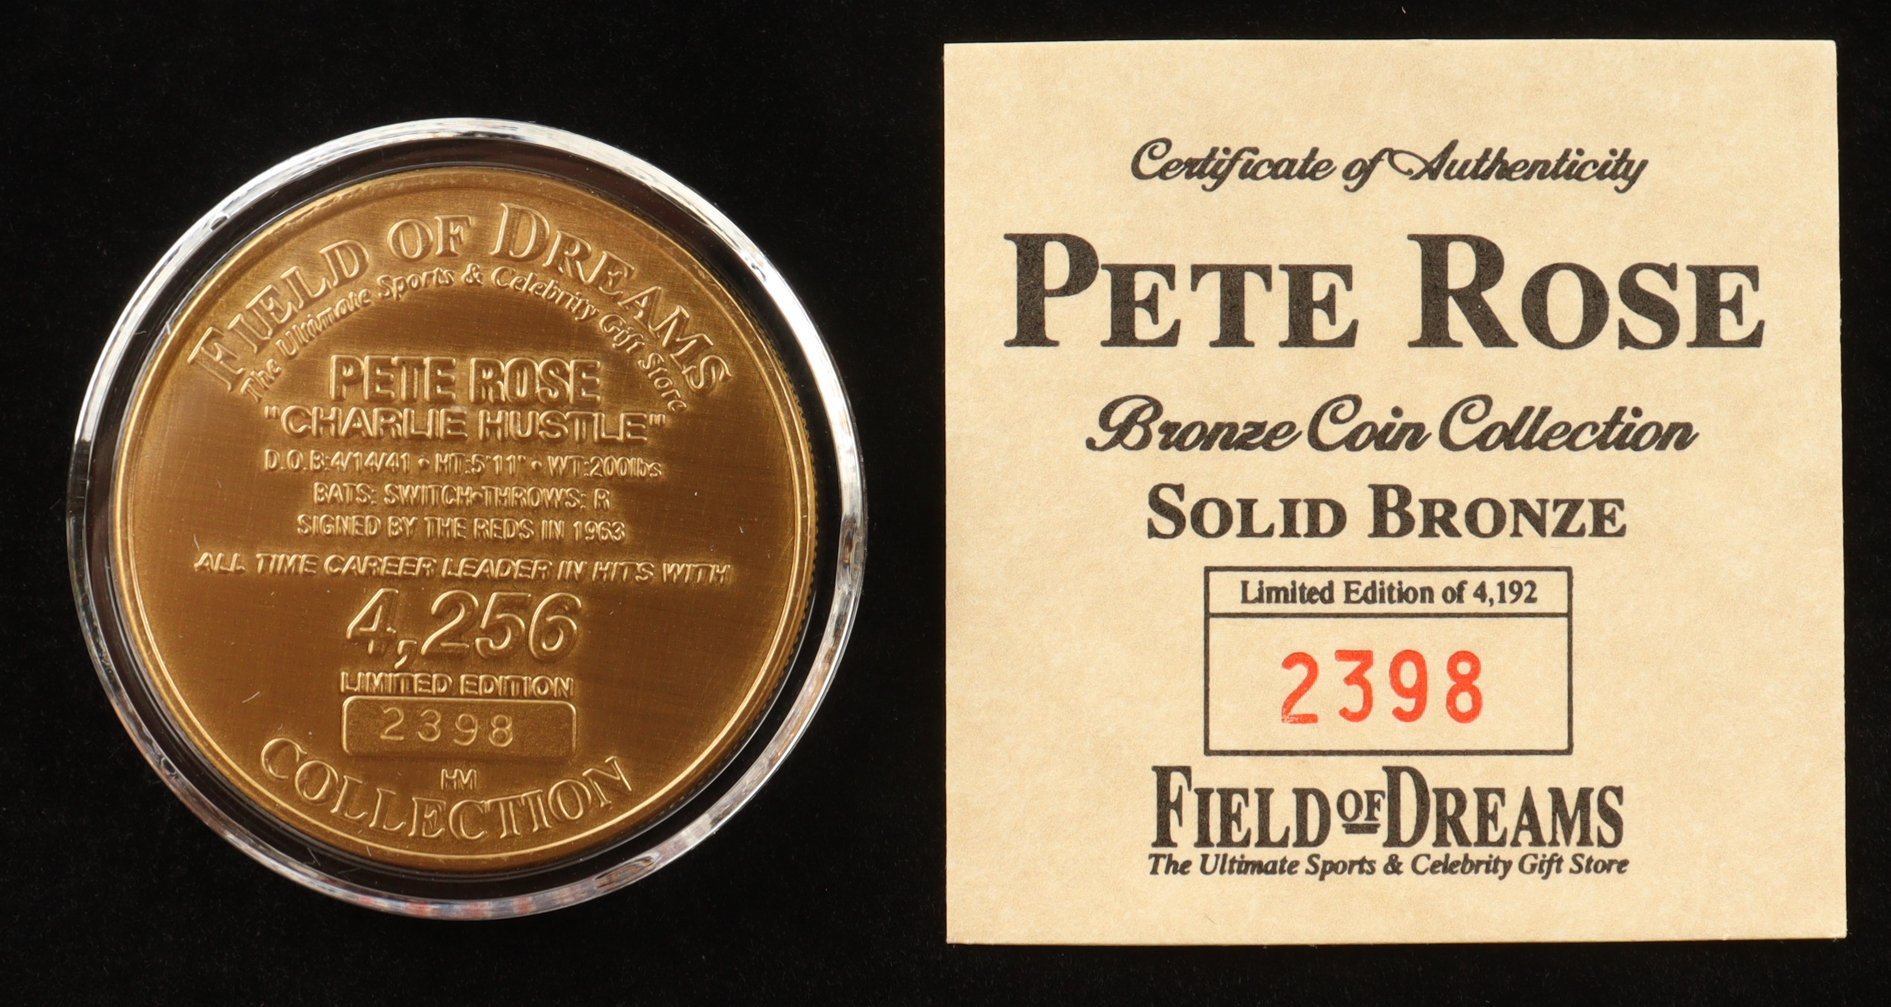 FIELD OF DREAMS
The Ultimate Sports & Celebrity Gift Store
PETE ROSE
"CHARLIE HUSTLE"
D.O.B:4/14/41 • HT:5'11" • WT:200lbs
BATS: SWITCH•THROWS: R
SIGNED BY THE REDS IN 1963
ALL TIME CAREER LEADER IN HITS WITH
4,256
LIMITED EDITION
2398
HM
COLLECTION
Certificate of Authenticity
PETE ROSE
Bronze Coin Collection
SOLID BRONZE
Limited Edition of 4,192
2398
FIELD OF DREAMS
The Ultimate Sports & Celebrity Gift Store